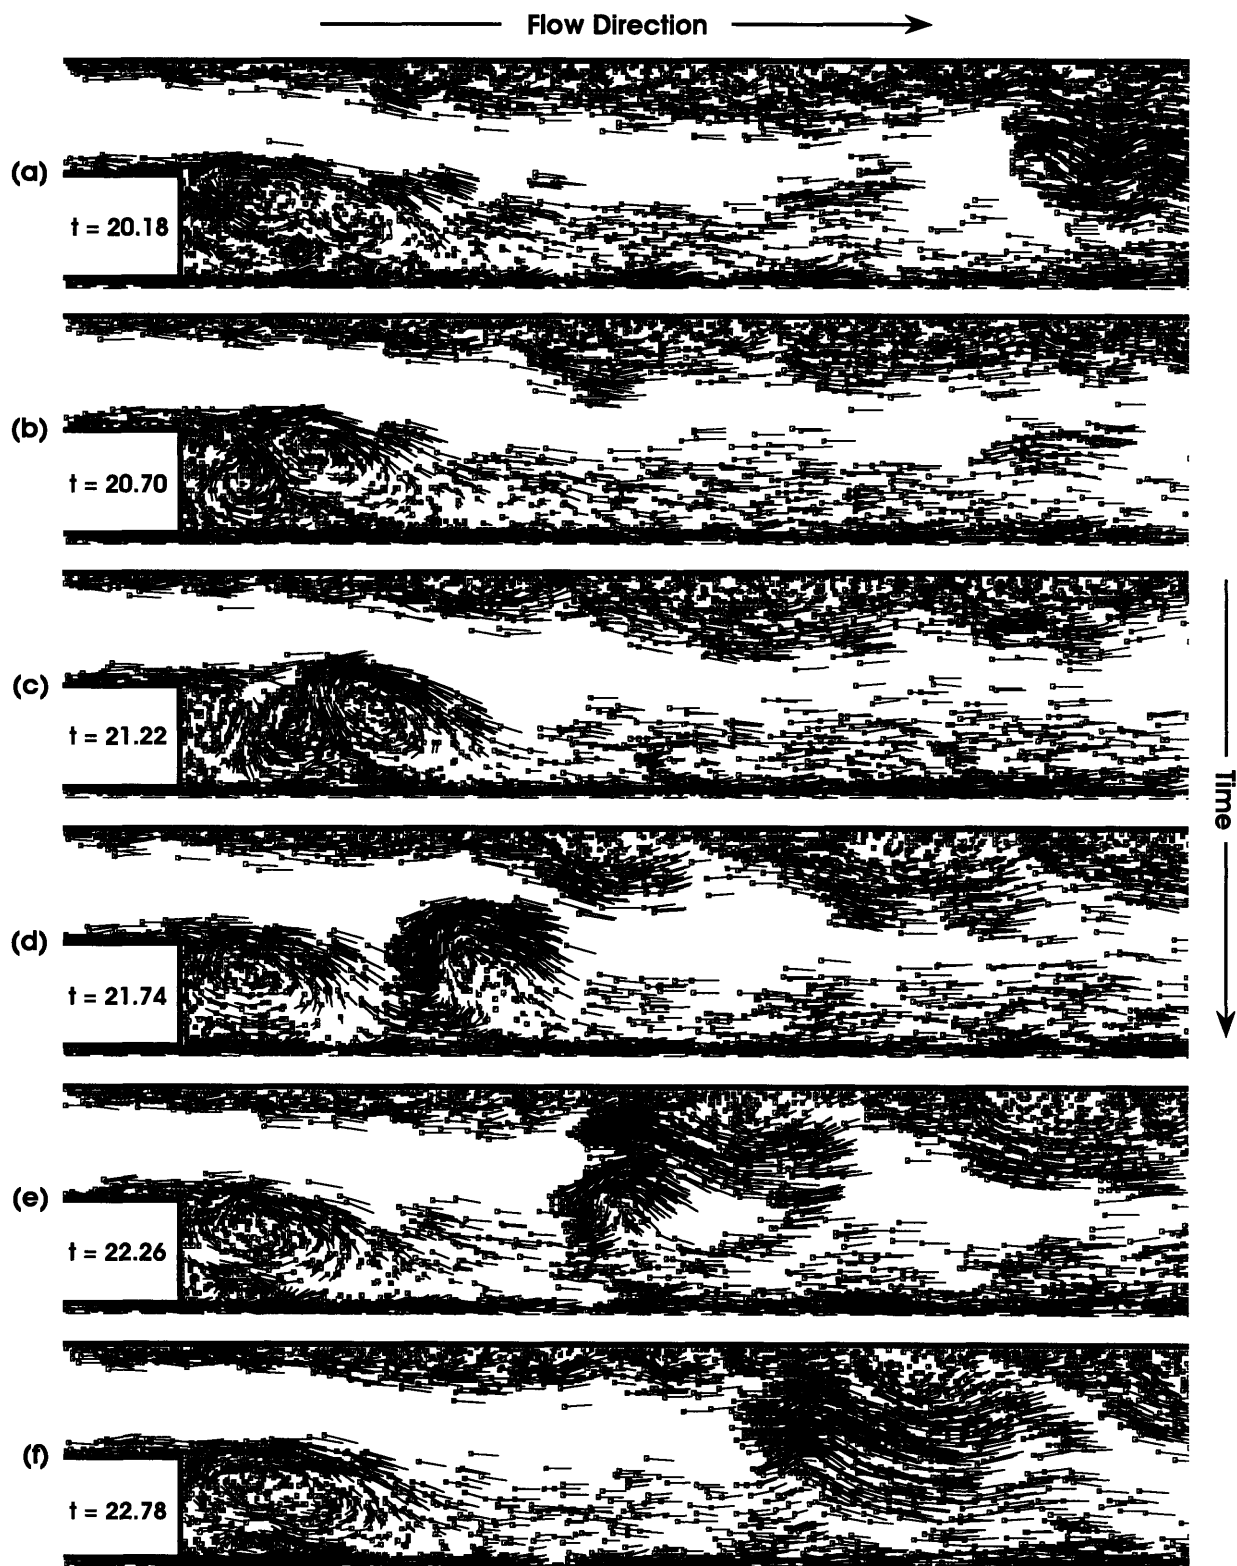 Flow Direction
(a)
t = 20.18
(b)
t = 20.70
(c)
t = 21.22
(d)
t = 21.74
(e)
t = 22.26
(f)
t = 22.78
Time